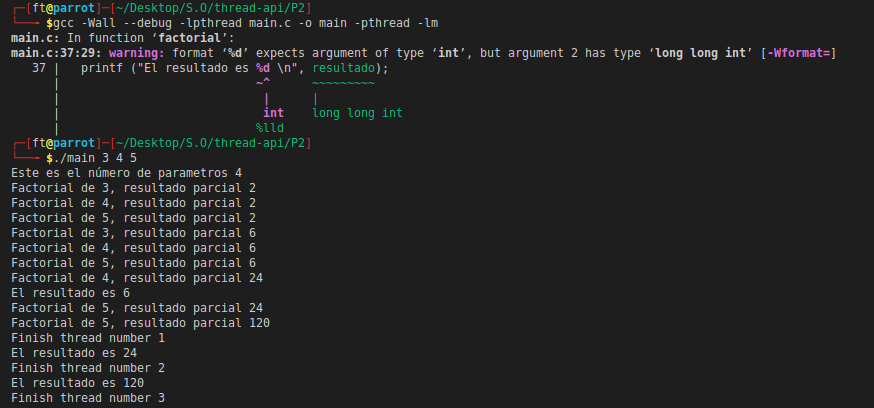 ┌─[ft@parrot]─[~/Desktop/S.O/thread-api/P2]
└──╼ $gcc -Wall --debug -lpthread main.c -o main -pthread -lm
main.c: In function ‘factorial’:
main.c:37:29: warning: format ‘%d’ expects argument of type ‘int’, but argument 2 has type ‘long long int’ [-Wformat=]
   37 |   printf ("El resultado es %d \n", resultado);
      |                            ~^      ~~~~~~~~~
      |                             |      |
      |                             int    long long int
      |                            %lld
┌─[ft@parrot]─[~/Desktop/S.O/thread-api/P2]
└──╼ $./main 3 4 5
Este es el número de parametros 4
Factorial de 3, resultado parcial 2
Factorial de 4, resultado parcial 2
Factorial de 5, resultado parcial 2
Factorial de 3, resultado parcial 6
Factorial de 4, resultado parcial 6
Factorial de 5, resultado parcial 6
Factorial de 4, resultado parcial 24
El resultado es 6
Factorial de 5, resultado parcial 24
Factorial de 5, resultado parcial 120
Finish thread number 1
El resultado es 24
Finish thread number 2
El resultado es 120
Finish thread number 3